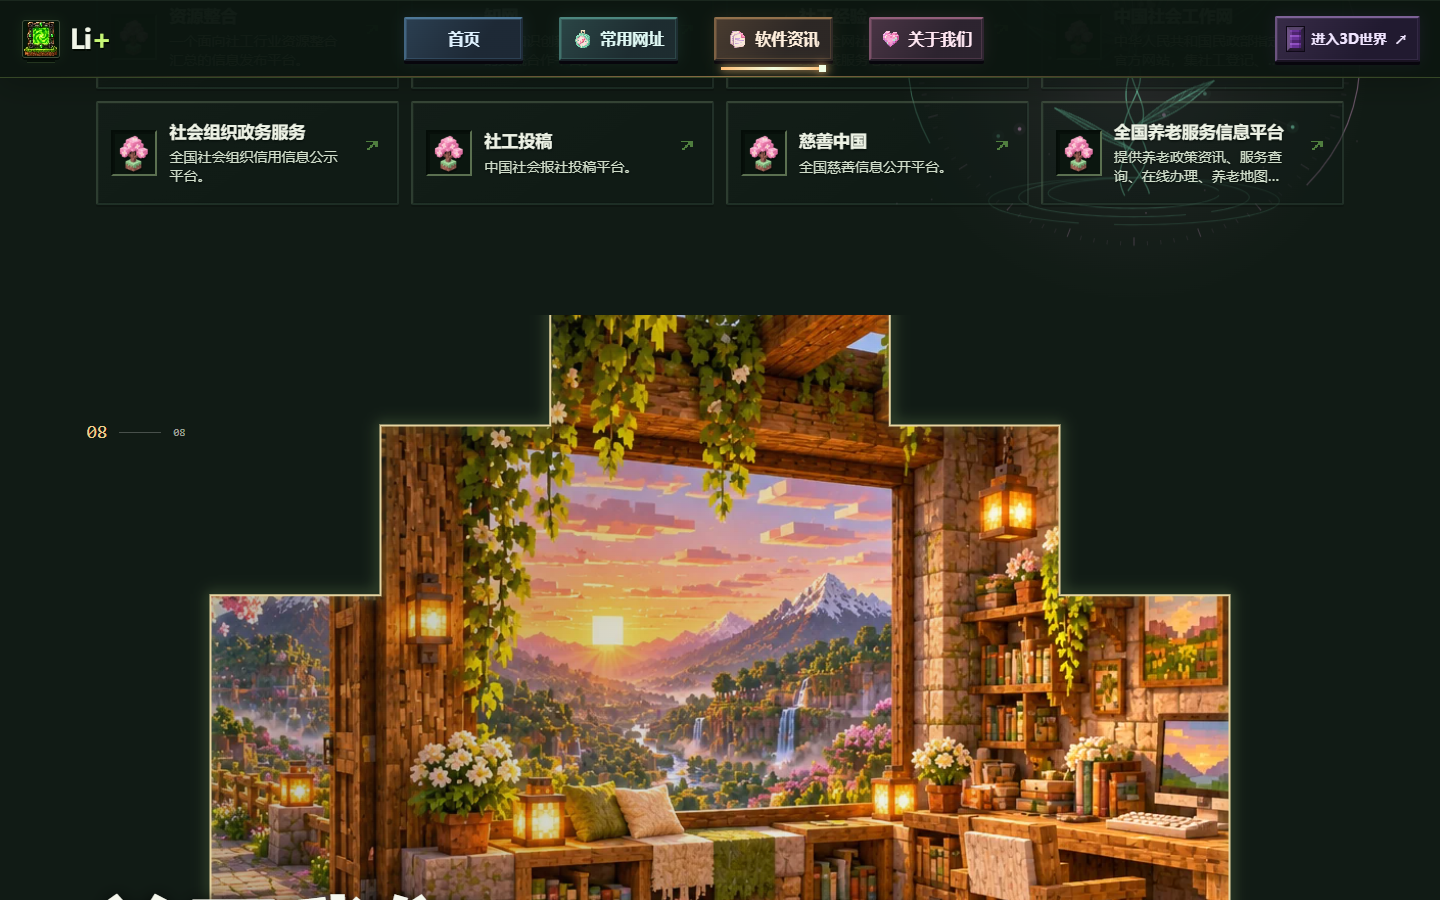 Li+
首页
常用网址
软件资讯
关于我们
进入3D世界 ↗
社会组织政务服务
全国社会组织信用信息公示
平台。
社工投稿
中国社会报社投稿平台。
慈善中国
全国慈善信息公开平台。
全国养老服务信息平台
提供养老政策资讯、服务查
询、在线办理、养老地图...
08
08